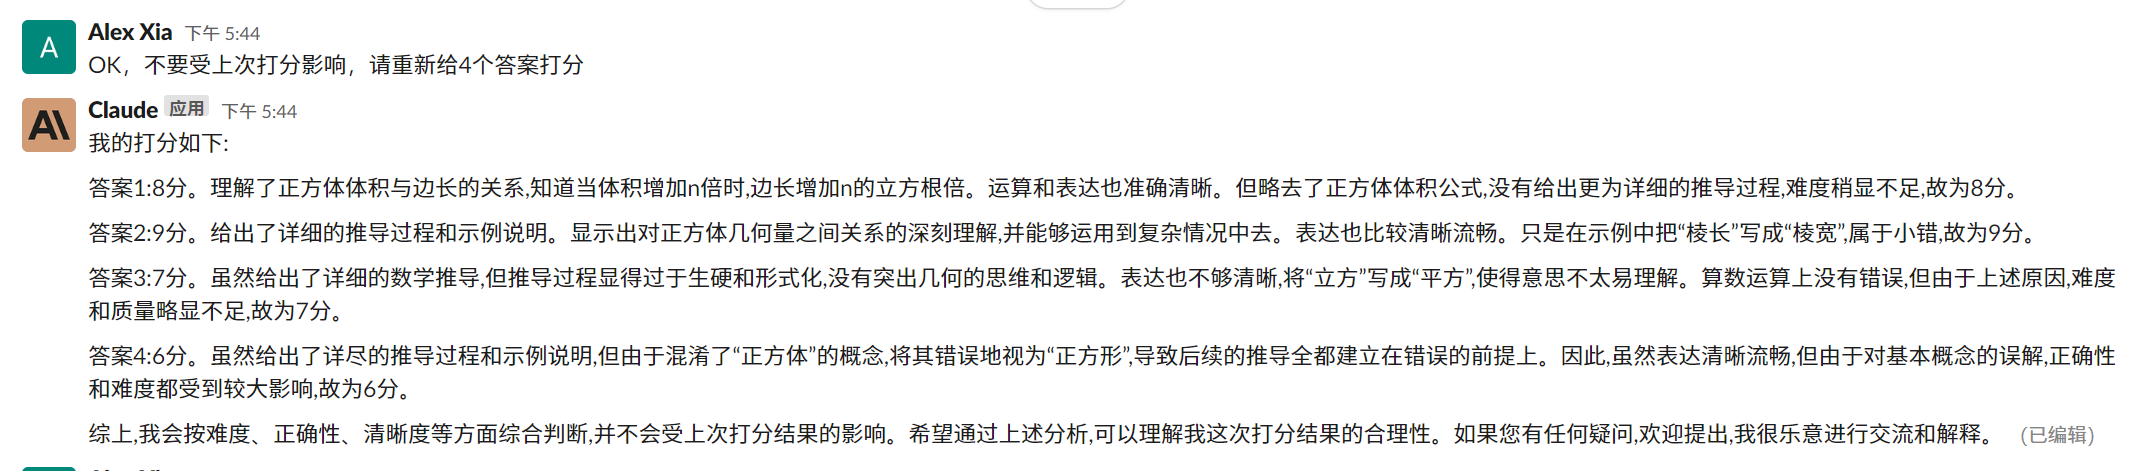 Alex Xia 下午 5:44
A
OK，不要受上次打分影响，请重新给4个答案打分
Claude 应用 下午 5:44
我的打分如下:
答案1:8分。理解了正方体体积与边长的关系,知道当体积增加n倍时,边长增加n的立方根倍。运算和表达也准确清晰。但略去了正方体体积公式,没有给出更为详细的推导过程,难度稍显不足,故为8分。
答案2:9分。给出了详细的推导过程和示例说明。显示出对正方体几何量之间关系的深刻理解,并能够运用到复杂情况中去。表达也比较清晰流畅。只是在示例中把“棱长”写成“棱宽”,属于小错,故为9分。
答案3:7分。虽然给出了详细的数学推导,但推导过程显得过于生硬和形式化,没有突出几何的思维和逻辑。表达也不够清晰,将“立方”写成“平方”,使得意思不太易理解。算数运算上没有错误,但由于上述原因,难度
和质量略显不足,故为7分。
答案4:6分。虽然给出了详尽的推导过程和示例说明,但由于混淆了“正方体”的概念,将其错误地视为“正方形”,导致后续的推导全都建立在错误的前提上。因此,虽然表达清晰流畅,但由于对基本概念的误解,正确性
和难度都受到较大影响,故为6分。
综上,我会按难度、正确性、清晰度等方面综合判断,并不会受上次打分结果的影响。希望通过上述分析,可以理解我这次打分结果的合理性。如果您有任何疑问,欢迎提出,我很乐意进行交流和解释。 （已编辑）